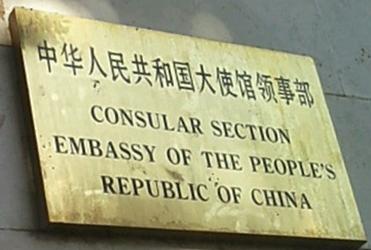 中华人民共和国大使馆领事部
CONSULAR SECTION
EMBASSY OF THE PEOPLE'S
REPUBLIC OF CHINA